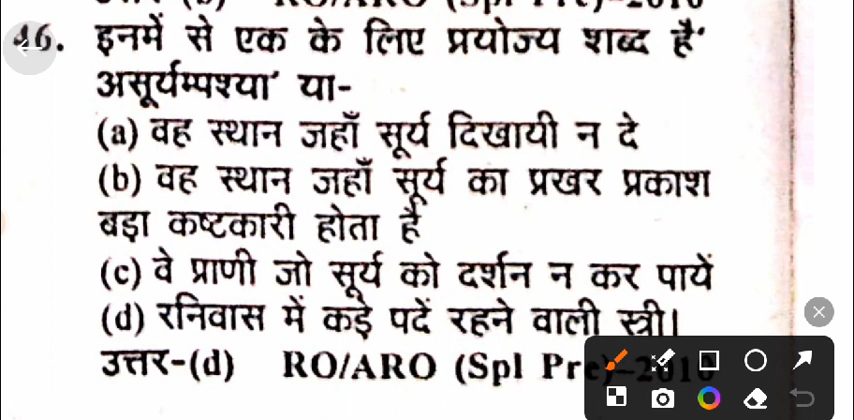 46. इनमें से एक के लिए प्रयोज्य शब्द है'
असूर्यम्पश्या' या-
(a) वह स्थान जहाँ सूर्य दिखायी न दे
(b) वह स्थान जहाँ सूर्य का प्रखर प्रकाश
बड़ा कष्टकारी होता है
(c) वे प्राणी जो सूर्य को दर्शन न कर पायें
(d) रनिवास में कड़े पर्दे रहने वाली स्त्री।
उत्तर-(d) RO/ARO (Spl Pre)-2010